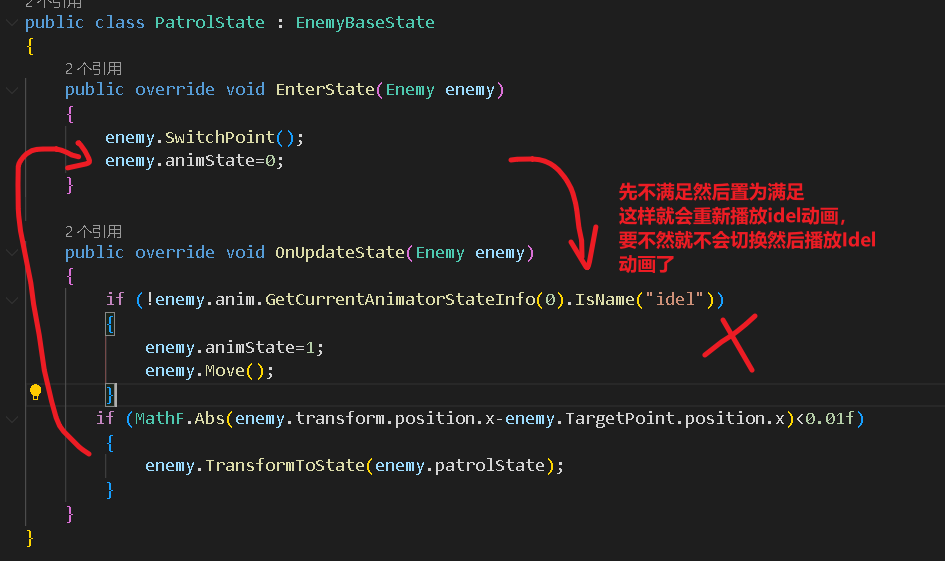 2个引用
public class PatrolState : EnemyBaseState
{
2个引用
public override void EnterState(Enemy enemy)
{
enemy.SwitchPoint();
enemy.animState=0;
}
先不满足然后置为满足
这样就会重新播放idel动画，
要不然就不会切换然后播放Idel
动画了
2个引用
public override void OnUpdateState(Enemy enemy)
{
if (!enemy.anim.GetCurrentAnimatorStateInfo(0).IsName("idel"))
{
enemy.animState=1;
enemy.Move();
}
if (MathF.Abs(enemy.transform.position.x-enemy.TargetPoint.position.x)<0.01f)
{
enemy.TransformToState(enemy.patrolState);
}
}
}